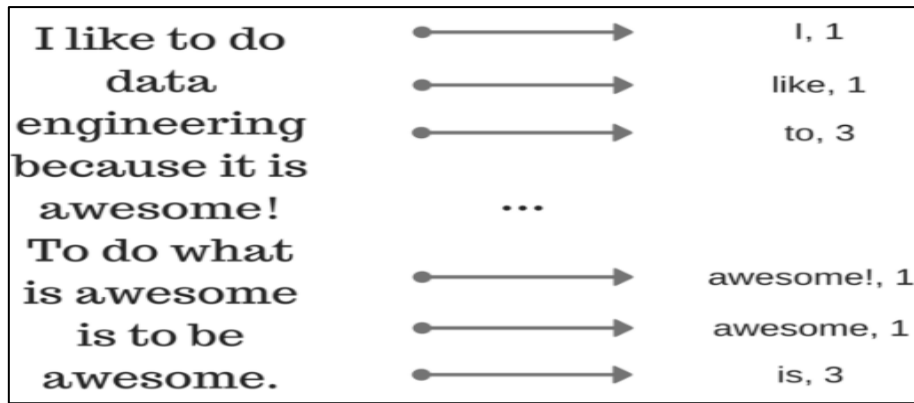 I like to do
data
engineering
because it is
awesome!
To do what
is awesome
is to be
awesome.
I, 1
like, 1
to, 3
...
awesome!, 1
awesome, 1
is, 3